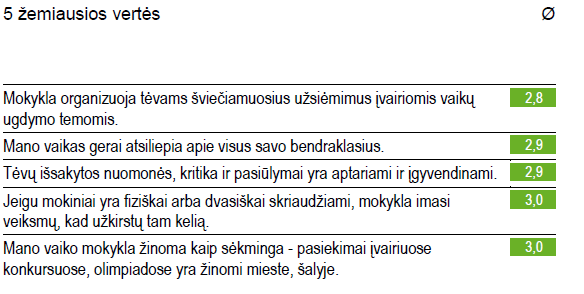 5 žemiausios vertės Ø
Mokykla organizuoja tėvams šviečiamuosius užsiėmimus įvairiomis vaikų 2,8
ugdymo temomis.
Mano vaikas gerai atsiliepia apie visus savo bendraklasius. 2,9
Tėvų išsakytos nuomonės, kritika ir pasiūlymai yra aptariami ir įgyvendinami. 2,9
Jeigu mokiniai yra fiziškai arba dvasiškai skriaudžiami, mokykla imasi 3,0
veiksmų, kad užkirstų tam kelią.
Mano vaiko mokykla žinoma kaip sėkminga - pasiekimai įvairiuose 3,0
konkursuose, olimpiadose yra žinomi mieste, šalyje.